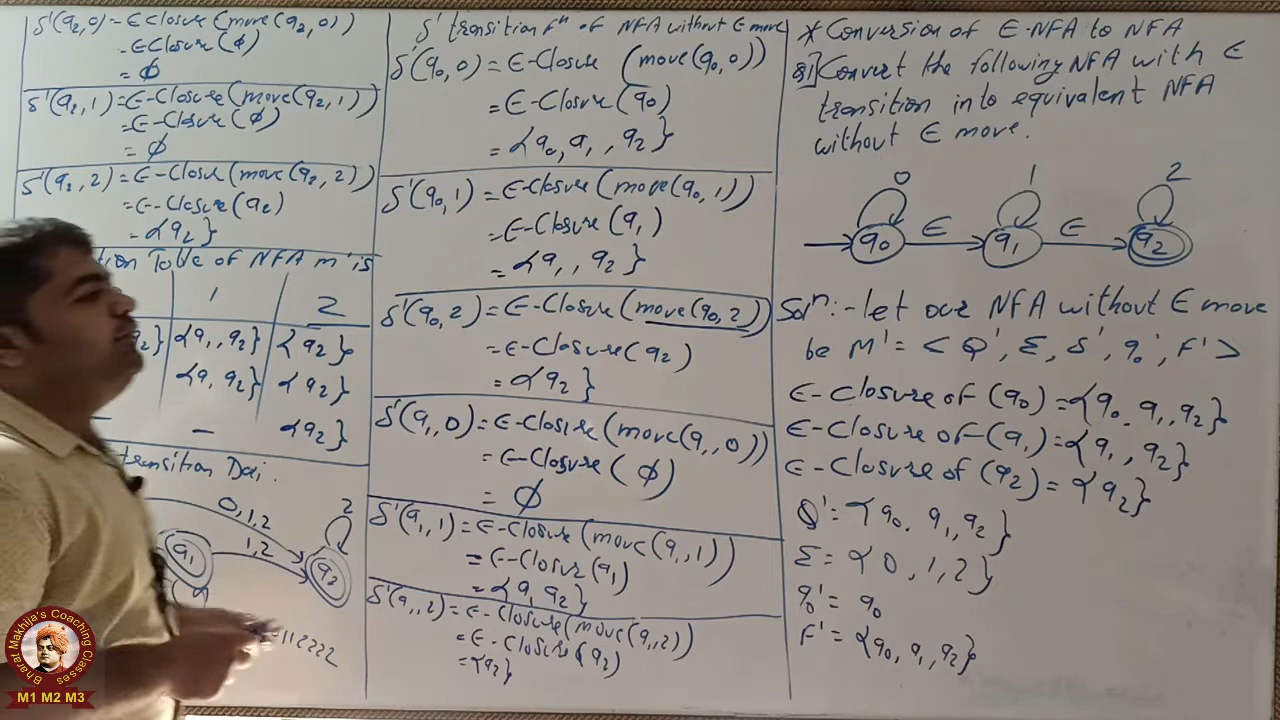 * Conversion of ∈-NFA to NFA
Q1] Convert the following NFA with ∈
transition into equivalent NFA
without ∈ move.
0 1 2
q0 ∈ q1 ∈ q2
Solⁿ:- let our NFA without ∈ move
be M' = < Q', Σ, δ', q0', F' >
∈-Closure of (q0) = {q0, q1, q2}
∈-Closure of (q1) = {q1, q2}
∈-Closure of (q2) = {q2}
Q' = {q0, q1, q2}
Σ = {0, 1, 2}
q0' = q0
F' = {q0, q1, q2}
δ' transition Fⁿ of NFA without ∈ move
δ'(q0, 0) = ∈-Closure (move(q0, 0))
= ∈-Closure (q0)
= {q0, q1, q2}
δ'(q0, 1) = ∈-Closure (move(q0, 1))
= ∈-Closure (q1)
= {q1, q2}
δ'(q0, 2) = ∈-Closure (move(q0, 2))
= ∈-Closure (q2)
= {q2}
δ'(q1, 0) = ∈-Closure (move(q1, 0))
= ∈-Closure (ϕ)
= ϕ
δ'(q1, 1) = ∈-Closure (move(q1, 1))
= ∈-Closure (q1)
= {q1 q2}
δ'(q1, 2) = ∈-Closure (move(q1, 2))
= ∈-Closure (q2)
= {q2}
δ'(q2, 0) = ∈-Closure (move(q2, 0))
= ∈Closure (ϕ)
= ϕ
δ'(q2, 1) = ∈-Closure (move(q2, 1))
= ∈-Closure (ϕ)
= ϕ
δ'(q2, 2) = ∈-Closure (move(q2, 2))
= ∈-Closure (q2)
= {q2}
Table of NFA m' is
1 2
q2} {q1, q2} {q2}
{q1 q2} {q2}
- - {q2}
transition Dai.
0,1,2 2
q1 1,2 q2
112222
Bharat Makhija's Coaching Classes
M1 M2 M3